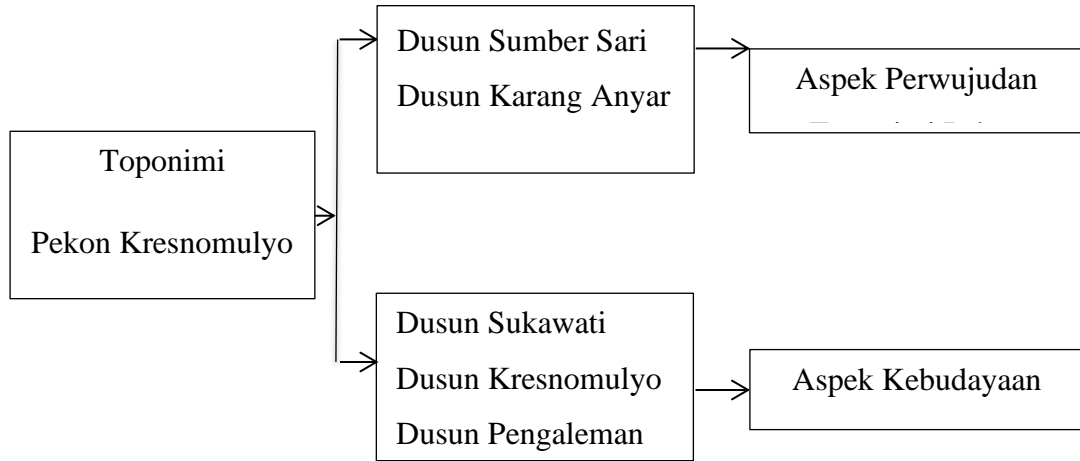 Toponimi
Pekon Kresnomulyo
Dusun Sumber Sari
Dusun Karang Anyar
Aspek Perwujudan
Dusun Sukawati
Dusun Kresnomulyo
Dusun Pengaleman
Aspek Kebudayaan